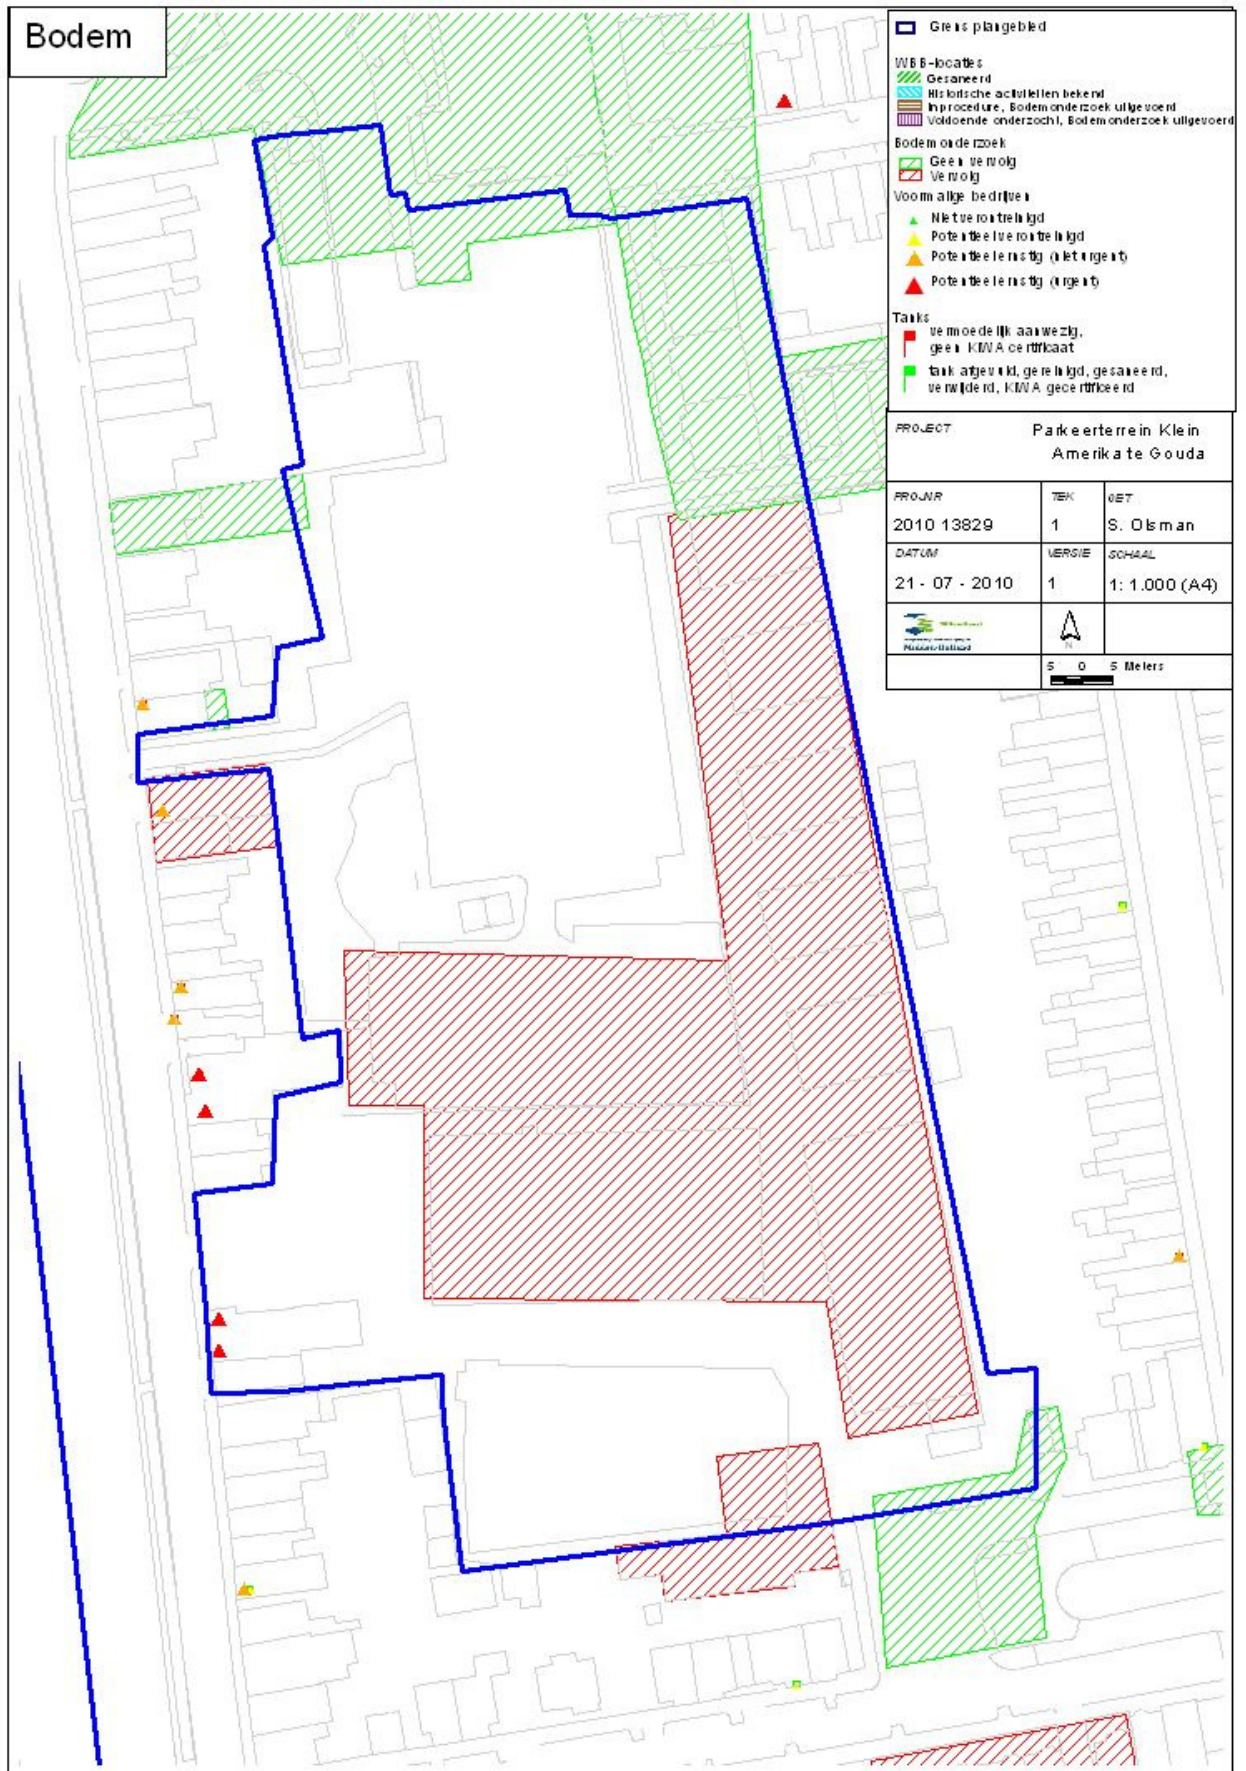 Bodem
Grens plangebied
WBB-locaties
Gesaneerd
Historische activiteiten bekend
In procedure, Bodemonderzoek uitgevoerd
Voldoende onderzocht, Bodemonderzoek uitgevoerd
Bodemonderzoek
Geen vervolg
Vervolg
Voormalige bedrijven
Niet verontreinigd
Potentieel verontreinigd
Potentieel ernstig (niet urgent)
Potentieel ernstig (urgent)
Tanks
vermoedelijk aanwezig,
geen KIWA certificaat
tank afgevuld, gereinigd, gesaneerd,
verwijderd, KIWA gecertificeerd
PROJECT
Parkeerterrein Klein
Amerika te Gouda
PROJ.NR TEK GET
2010 13829 1 S. Olsman
DATUM VERSIE SCHAAL
21 - 07 - 2010 1 1: 1.000 (A4)
Midden-Holland
N
5 0 5 Meters